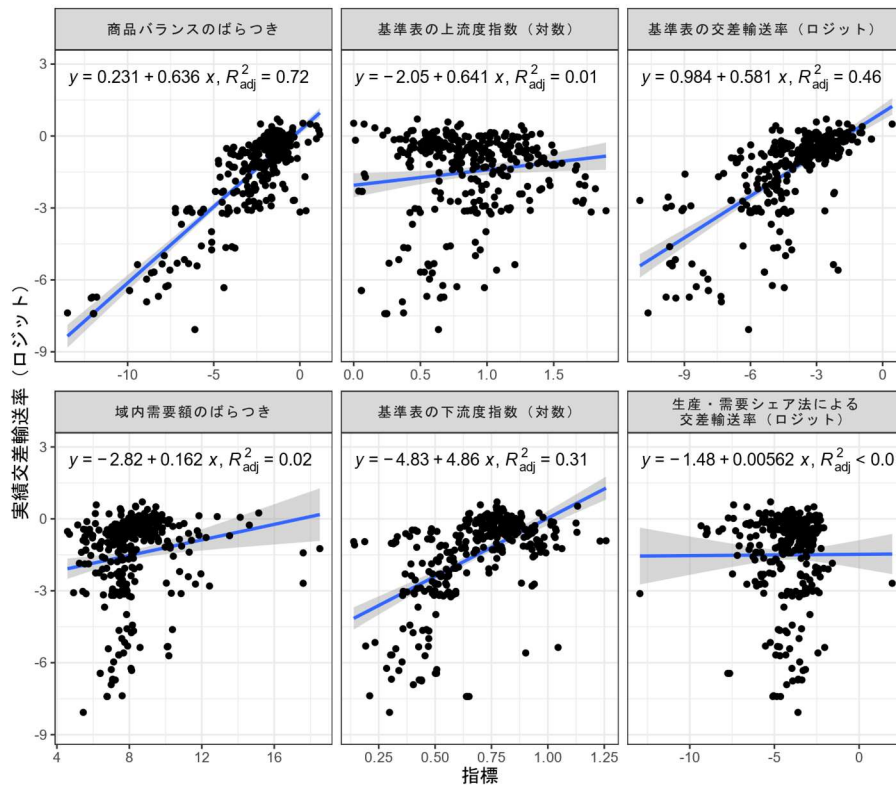 商品バランスのばらつき
基準表の上流度指数（対数）
基準表の交差輸送率（ロジット）
y = 0.231 + 0.636 x, R²adj = 0.72
y = −2.05 + 0.641 x, R²adj = 0.01
y = 0.984 + 0.581 x, R²adj = 0.46
3
0
-3
-6
-9
-10 -5 0
0.0 0.5 1.0 1.5
-9 -6 -3 0
域内需要額のばらつき
基準表の下流度指数（対数）
生産・需要シェア法による
交差輸送率（ロジット）
y = −2.82 + 0.162 x, R²adj = 0.02
y = −4.83 + 4.86 x, R²adj = 0.31
y = −1.48 + 0.00562 x, R²adj < 0.0
3
0
-3
-6
-9
4 8 12 16
0.25 0.50 0.75 1.00 1.25
-10 -5 0
指標
実績交差輸送率（ロジット）